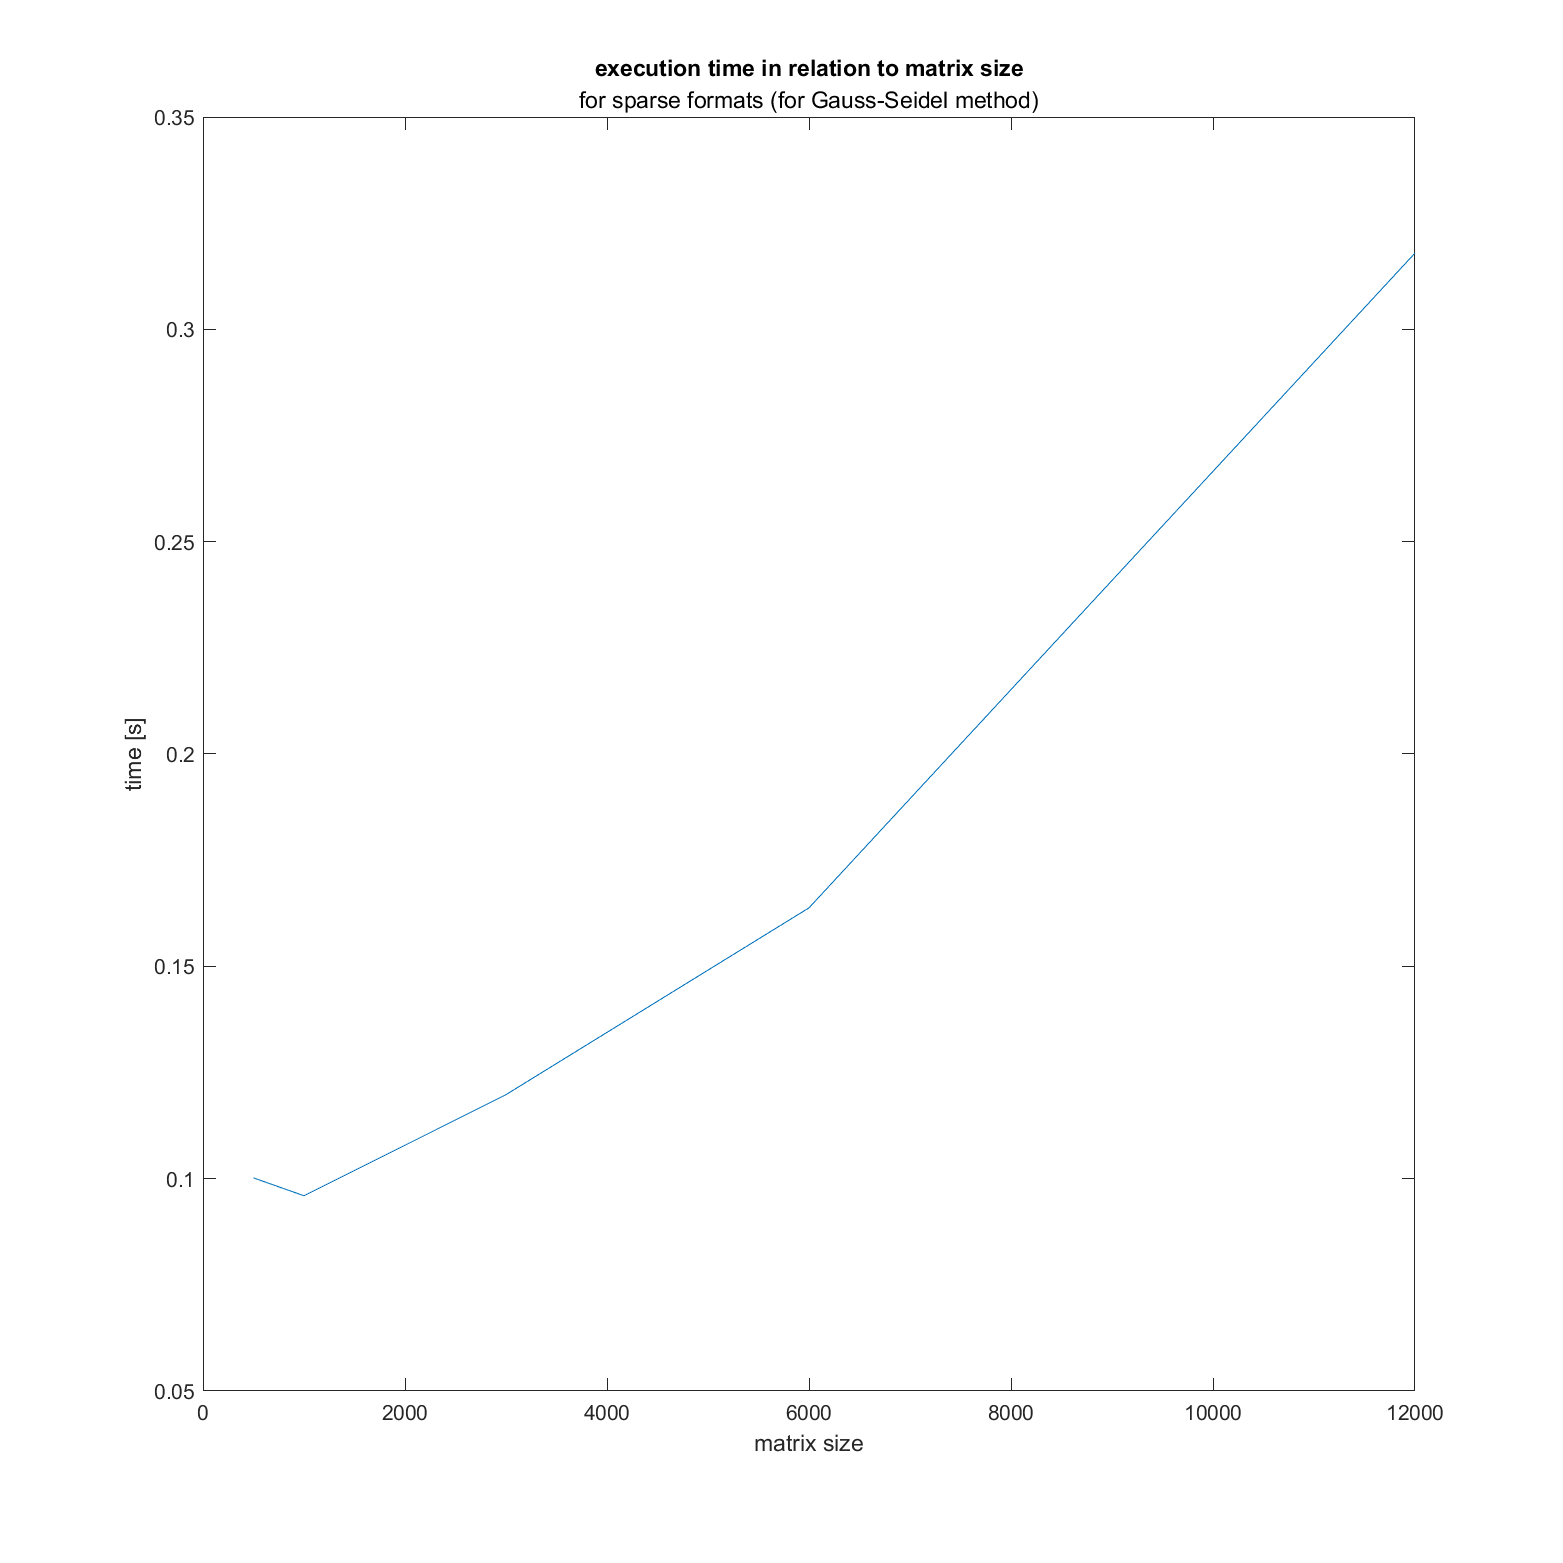 execution time in relation to matrix size
for sparse formats (for Gauss-Seidel method)
0.35
0.3
0.25
0.2
0.15
0.1
0.05
time [s]
0 2000 4000 6000 8000 10000 12000
matrix size